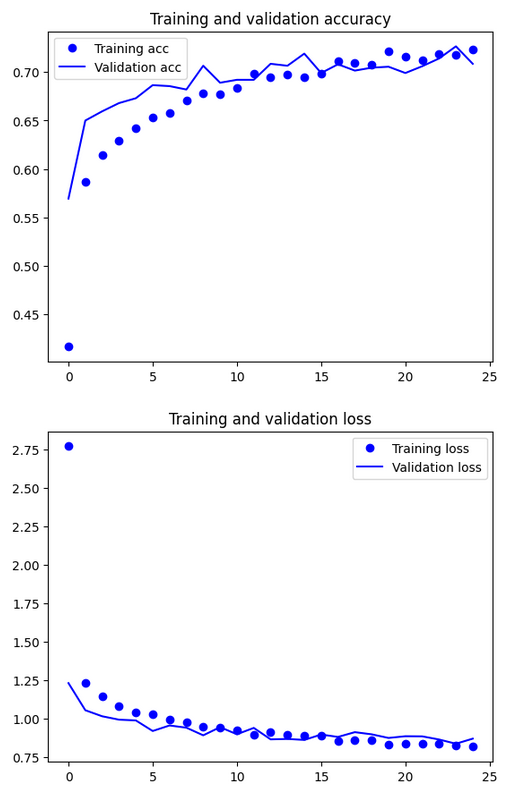 Training and validation accuracy
Training acc
Validation acc
0.70
0.65
0.60
0.55
0.50
0.45
0 5 10 15 20 25
Training and validation loss
Training loss
Validation loss
2.75
2.50
2.25
2.00
1.75
1.50
1.25
1.00
0.75
0 5 10 15 20 25